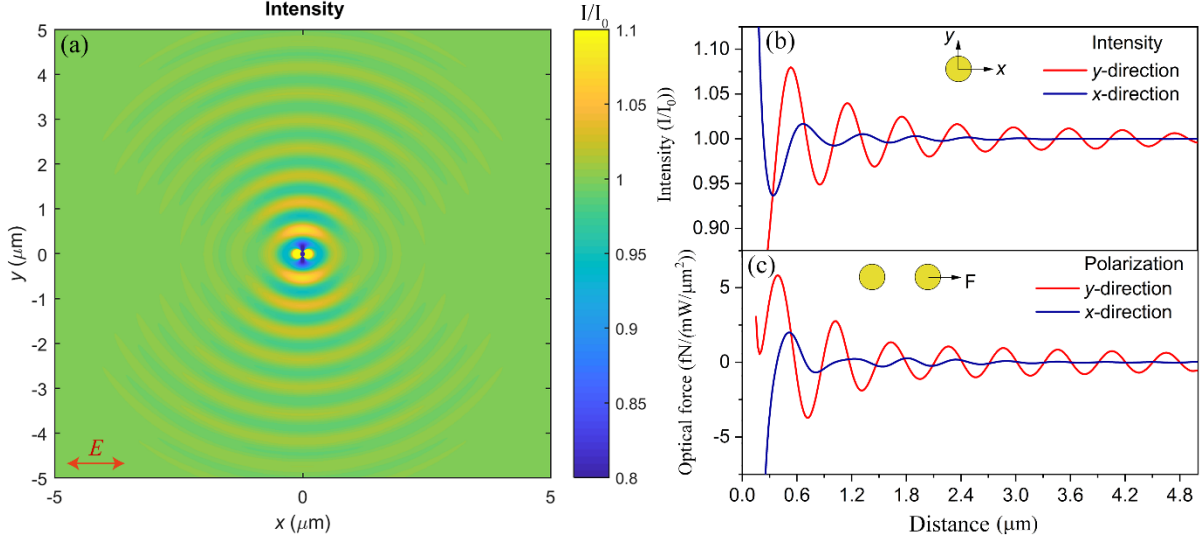 Intensity
(a)
I/I0
5
4
3
2
1
0
-1
-2
-3
-4
-5
y (μm)
E
-5
0
5
x (μm)
1.1
1.05
1
0.95
0.9
0.85
0.8
(b)
y
x
Intensity
y-direction
x-direction
1.10
1.05
1.00
0.95
0.90
Intensity (I/I0)
(c)
F
Polarization
y-direction
x-direction
5
0
-5
Optical force (fN/(mW/μm²))
0.0
0.6
1.2
1.8
2.4
3.0
3.6
4.2
4.8
Distance (μm)